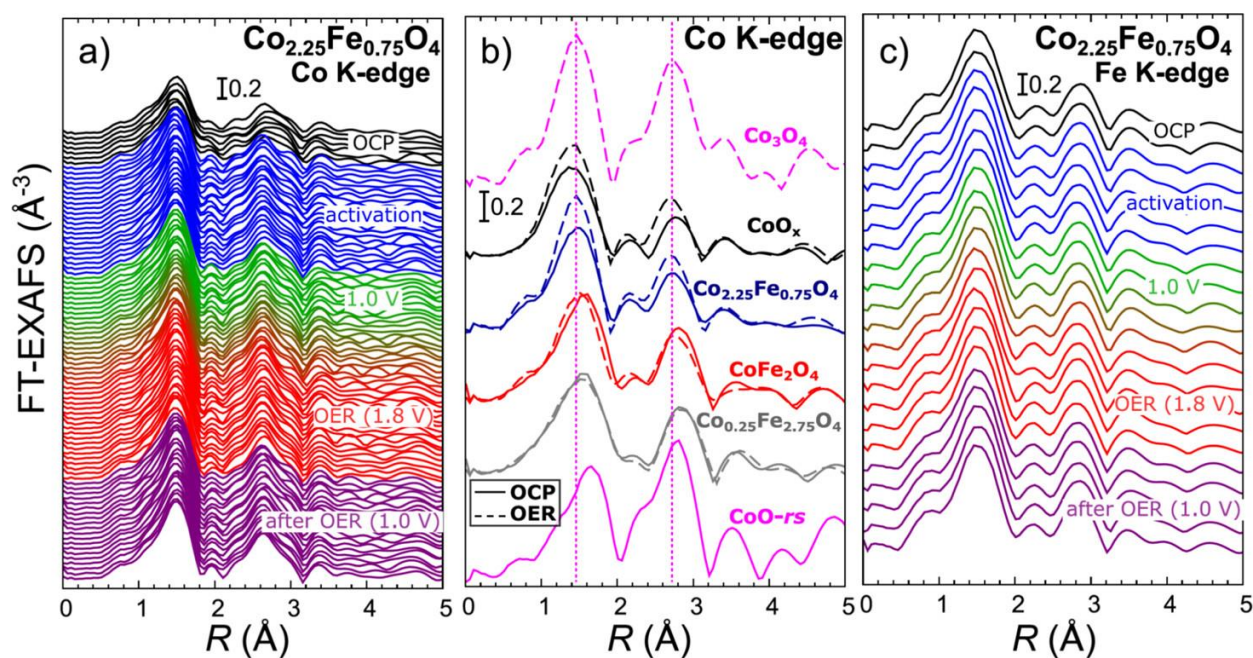 FT-EXAFS (Å⁻³)
a)
Co₂.₂₅Fe₀.₇₅O₄
Co K-edge
0.2
OCP
activation
1.0 V
OER (1.8 V)
after OER (1.0 V)
0 1 2 3 4 5
R (Å)
b)
Co K-edge
Co₃O₄
0.2
CoOₓ
Co₂.₂₅Fe₀.₇₅O₄
CoFe₂O₄
Co₀.₂₅Fe₂.₇₅O₄
OCP
OER
CoO-rs
0 1 2 3 4 5
R (Å)
c)
Co₂.₂₅Fe₀.₇₅O₄
Fe K-edge
0.2
OCP
activation
1.0 V
OER (1.8 V)
after OER (1.0 V)
0 1 2 3 4 5
R (Å)